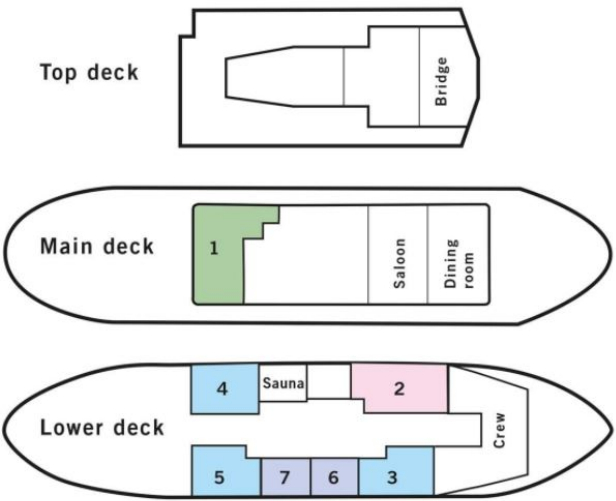 Top deck
Bridge
Main deck
1
Saloon
Dining
room
4
Sauna
2
Lower deck
Crew
5
7
6
3